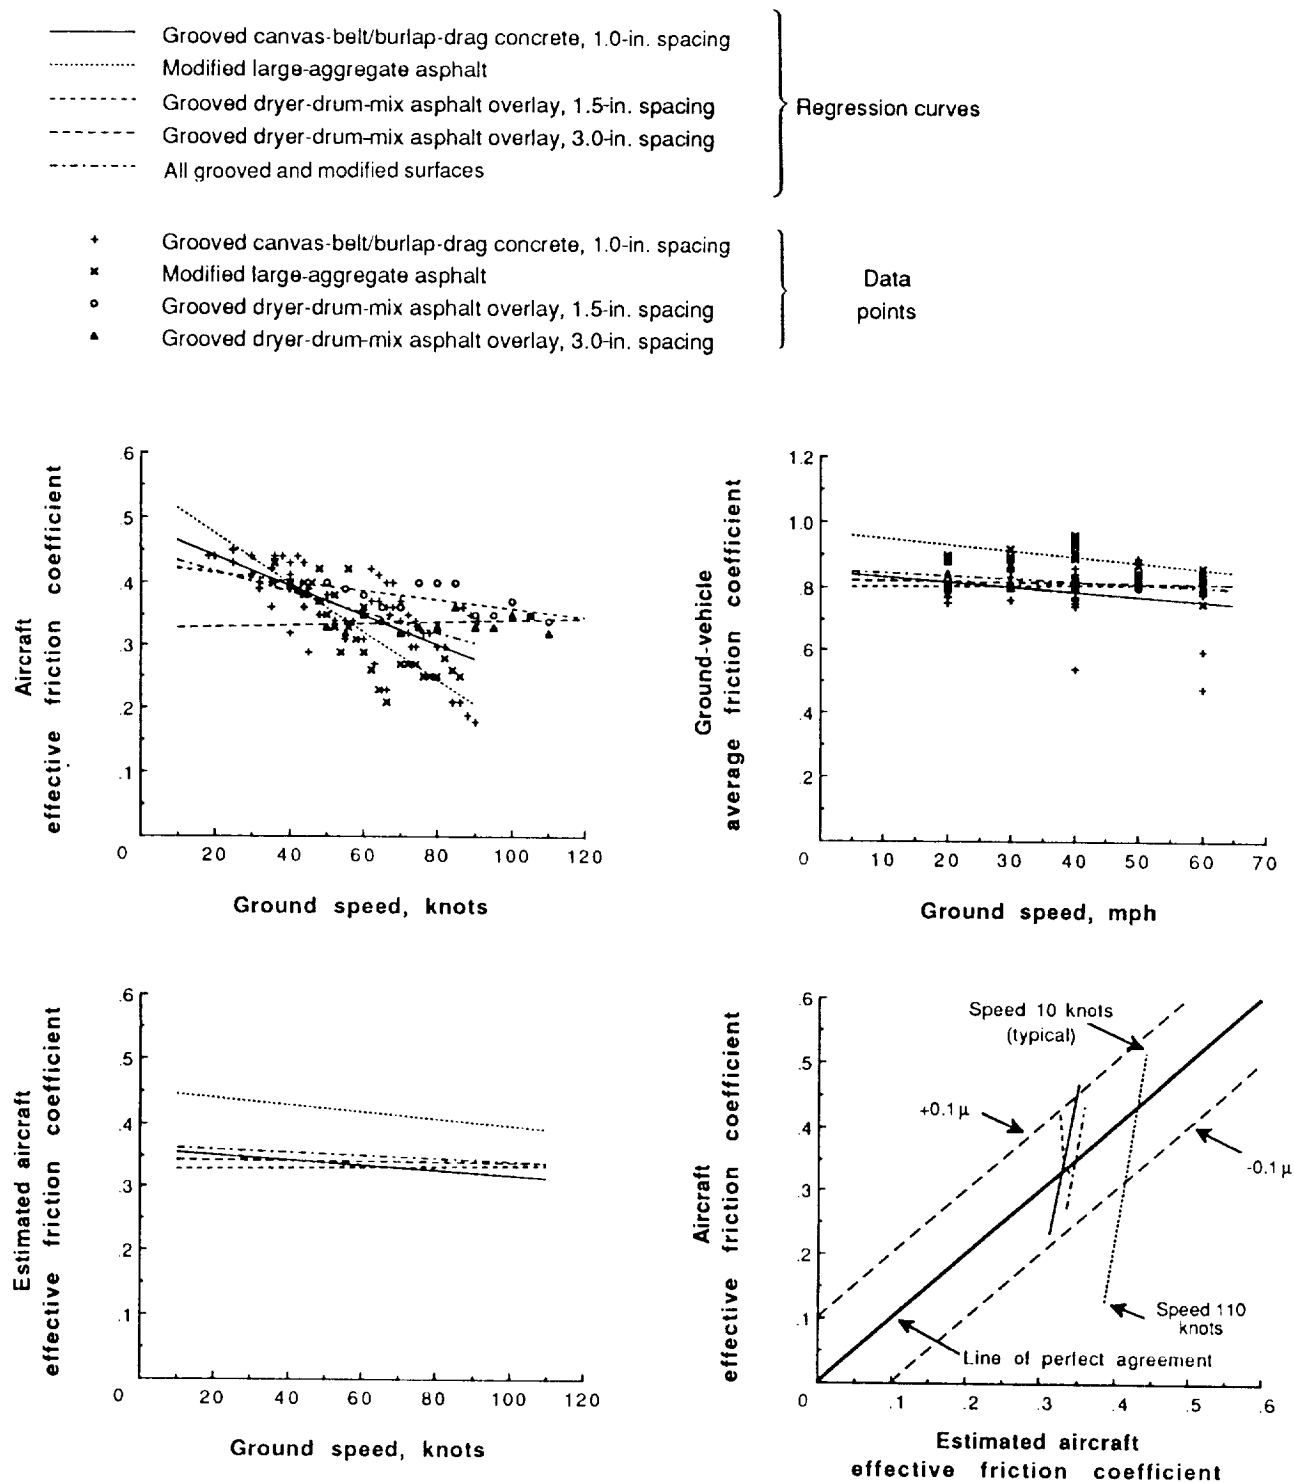 Grooved canvas-belt/burlap-drag concrete, 1.0-in. spacing
Modified large-aggregate asphalt
Grooved dryer-drum-mix asphalt overlay, 1.5-in. spacing
Grooved dryer-drum-mix asphalt overlay, 3.0-in. spacing
All grooved and modified surfaces
Regression curves
Grooved canvas-belt/burlap-drag concrete, 1.0-in. spacing
Modified large-aggregate asphalt
Grooved dryer-drum-mix asphalt overlay, 1.5-in. spacing
Grooved dryer-drum-mix asphalt overlay, 3.0-in. spacing
Data
points
Aircraft
effective friction coefficient
.6
.5
.4
.3
.2
.1
0 20 40 60 80 100 120
Ground speed, knots
Ground-vehicle
average friction coefficient
1.2
1.0
.8
.6
.4
.2
0 10 20 30 40 50 60 70
Ground speed, mph
Estimated aircraft
effective friction coefficient
.6
.5
.4
.3
.2
.1
0 20 40 60 80 100 120
Ground speed, knots
Aircraft
effective friction coefficient
.6
.5
.4
.3
.2
.1
0 .1 .2 .3 .4 .5 .6
Speed 10 knots
(typical)
+0.1 μ
-0.1 μ
Speed 110
knots
Line of perfect agreement
Estimated aircraft
effective friction coefficient